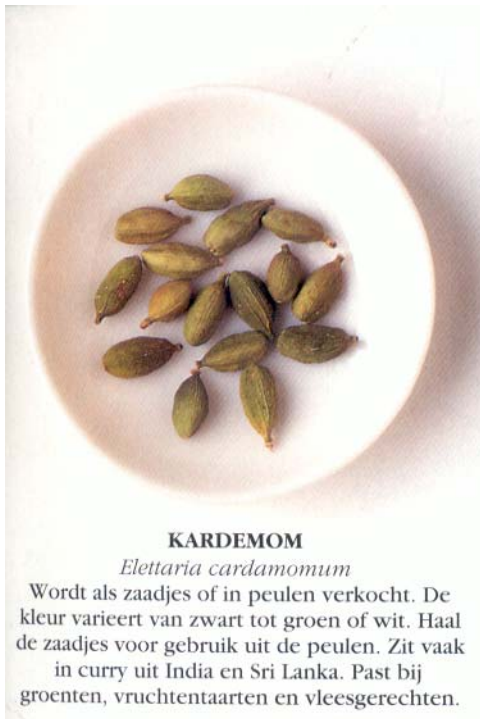 KARDEMOM
Elettaria cardamomum
Wordt als zaadjes of in peulen verkocht. De
kleur varieert van zwart tot groen of wit. Haal
de zaadjes voor gebruik uit de peulen. Zit vaak
in curry uit India en Sri Lanka. Past bij
groenten, vruchtentaarten en vleesgerechten.